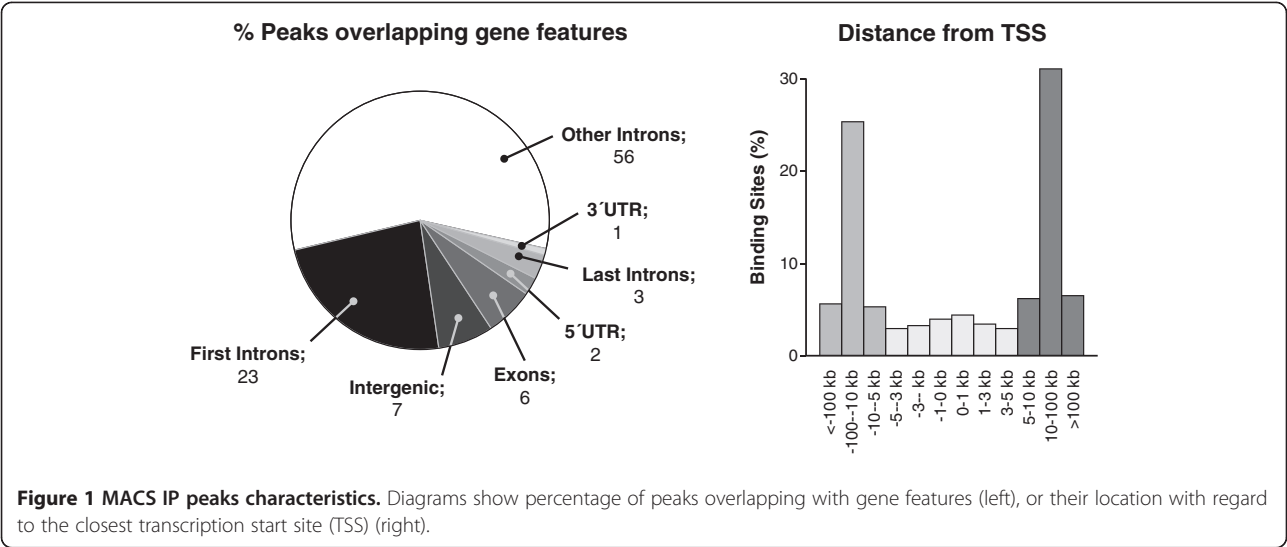 % Peaks overlapping gene features
Other Introns;
56
3´UTR;
1
Last Introns;
3
5´UTR;
2
Exons;
6
Intergenic;
7
First Introns;
23
Distance from TSS
Binding Sites (%)
30
20
10
0
<-100 kb
-100--10 kb
-10--5 kb
-5--3 kb
-3-- kb
-1-0 kb
0-1 kb
1-3 kb
3-5 kb
5-10 kb
10-100 kb
>100 kb
Figure 1 MACS IP peaks characteristics. Diagrams show percentage of peaks overlapping with gene features (left), or their location with regard
to the closest transcription start site (TSS) (right).